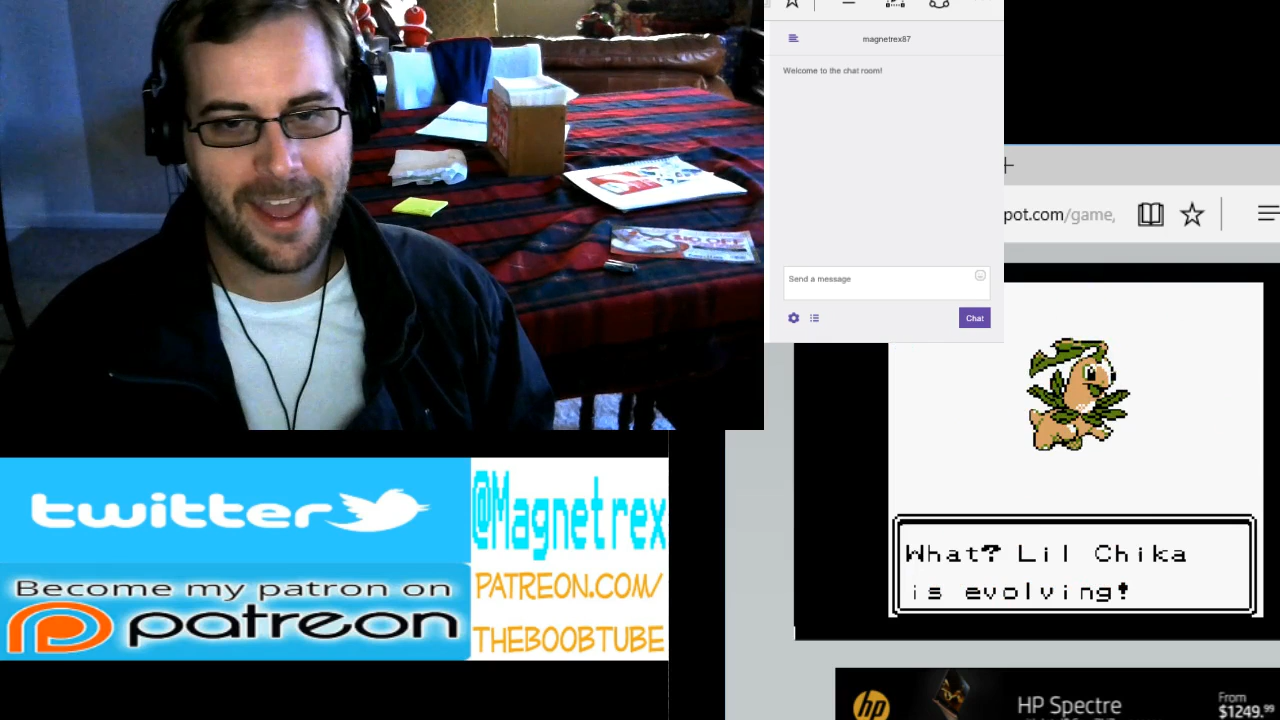 magnetrex87
Welcome to the chat room!
Send a message
Chat
pot.com/game,
What? Lil Chika
is evolving!
twitter
@Magnetrex
Become my patron on
patreon
PATREON.COM/
THEBOOBTUBE
hp
HP Spectre
From
$1249.99